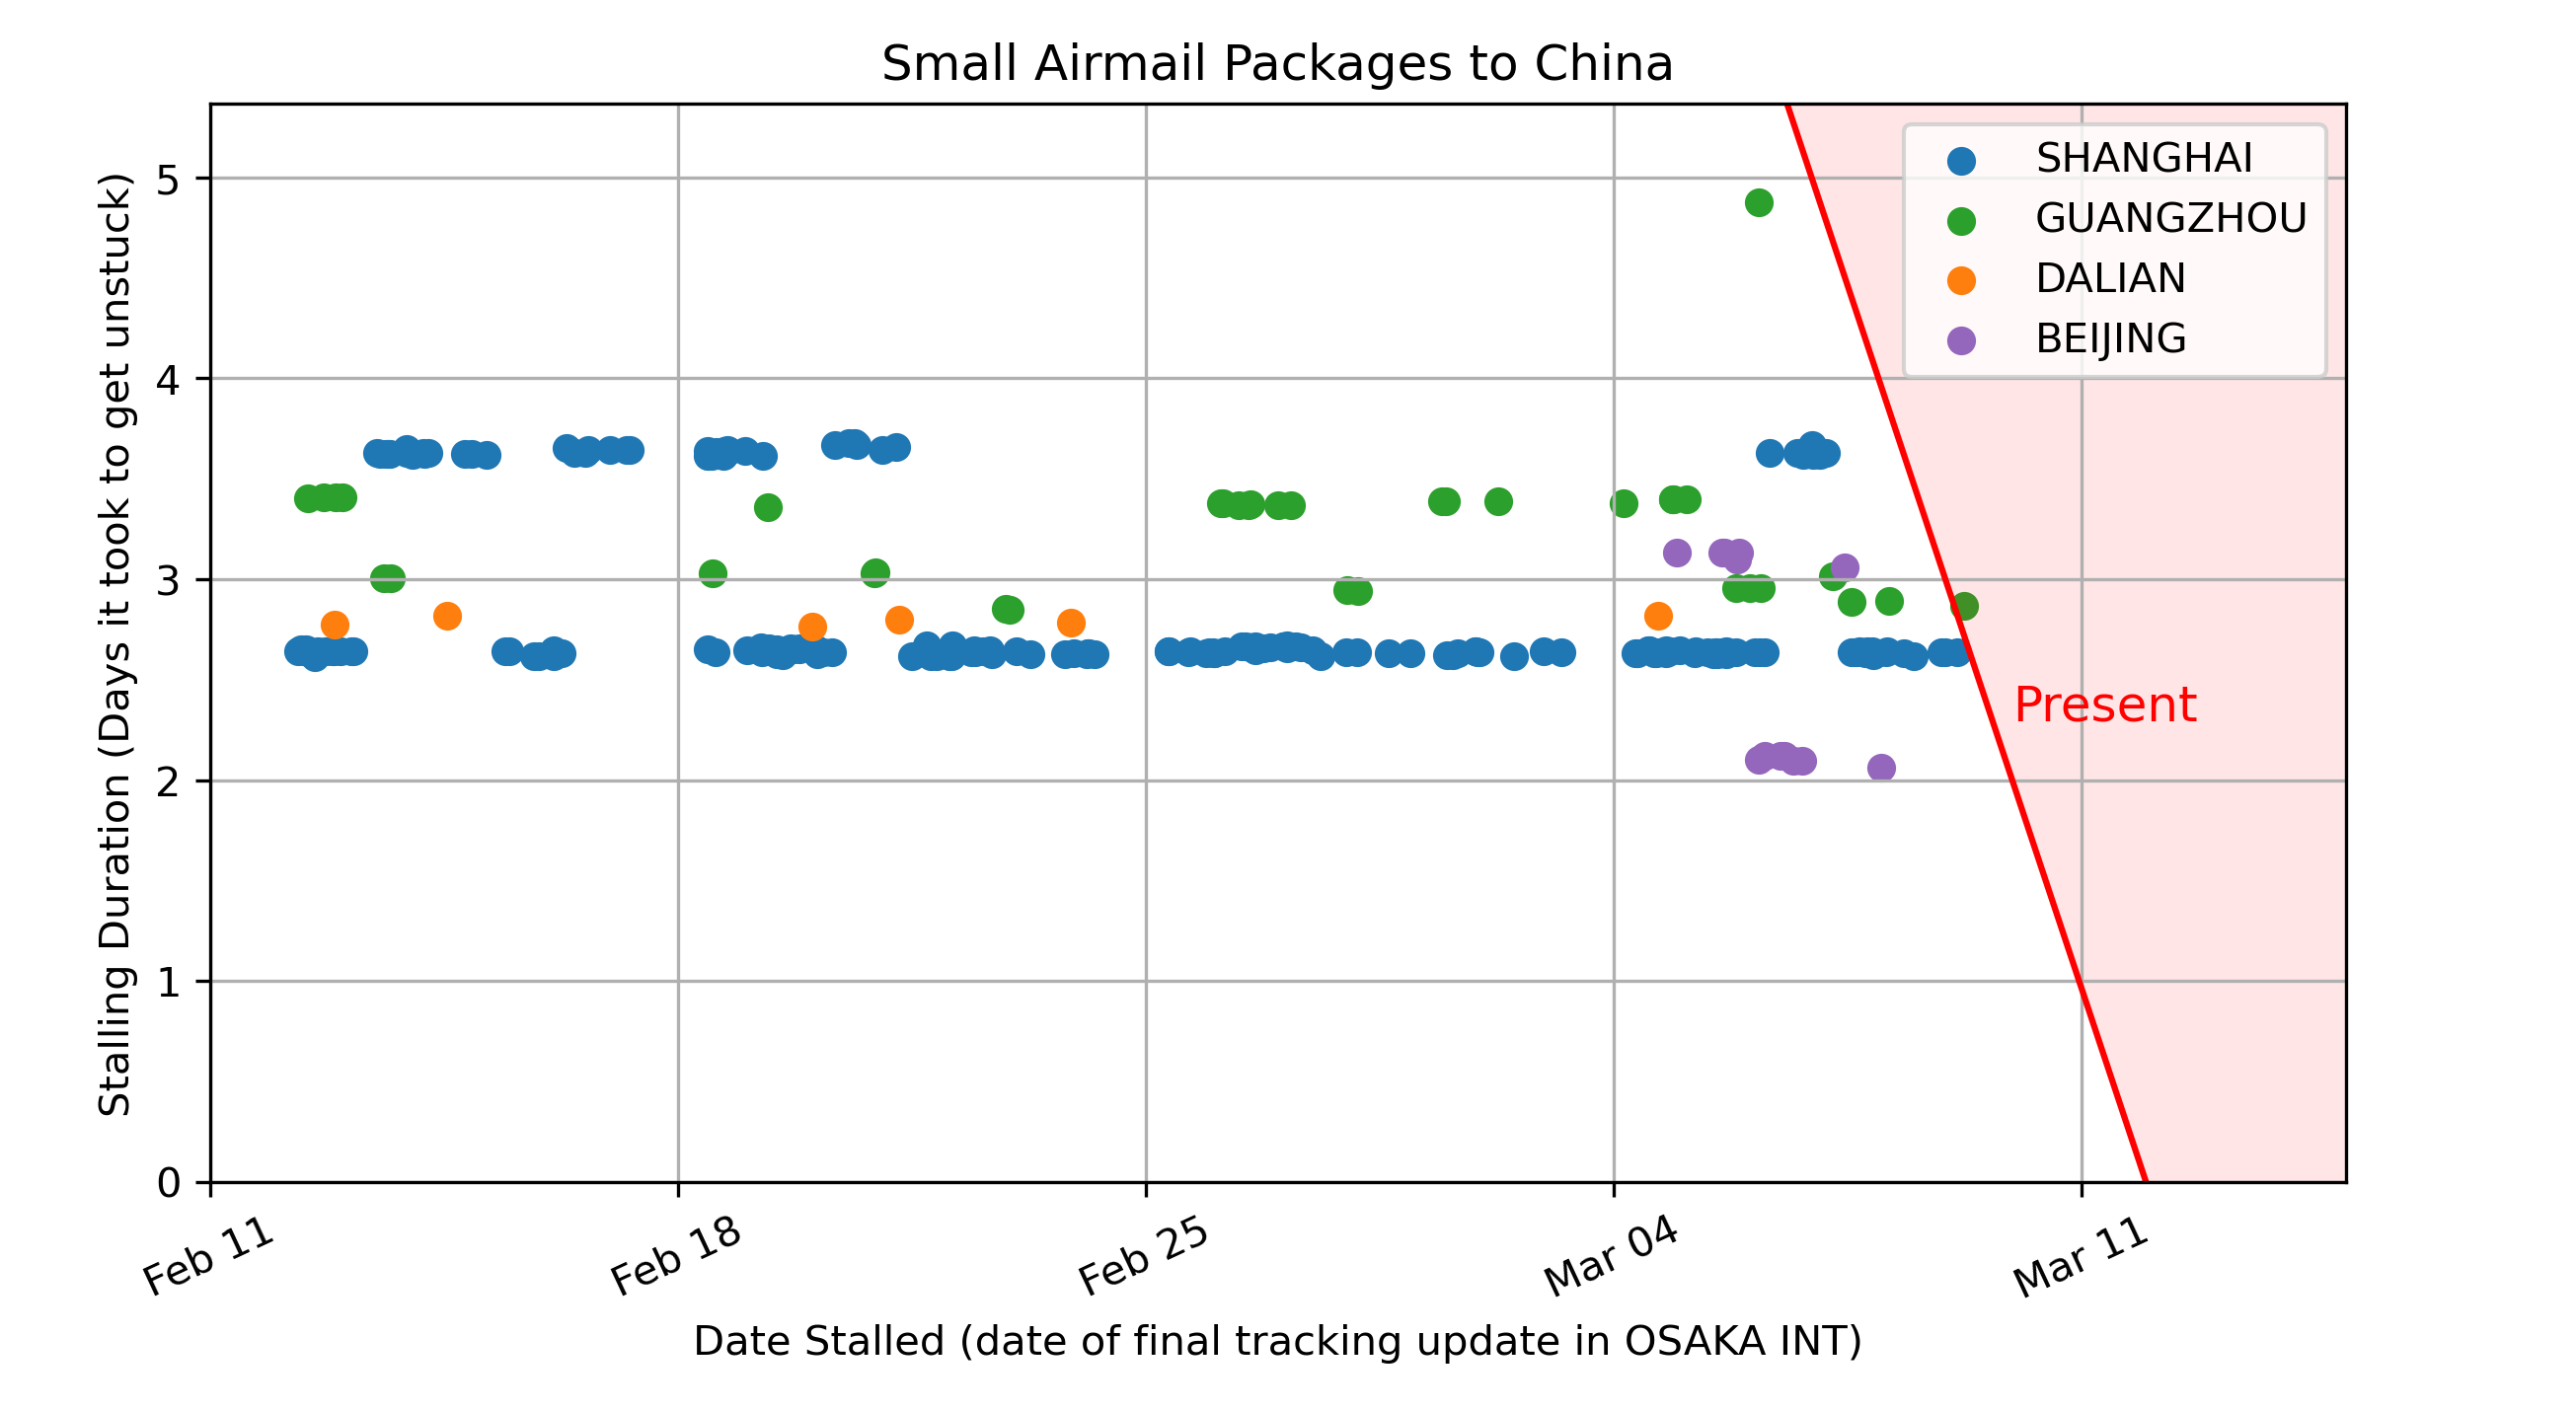 Small Airmail Packages to China
Stalling Duration (Days it took to get unstuck)
5
4
3
2
1
0
SHANGHAI
GUANGZHOU
DALIAN
BEIJING
Present
Feb 11
Feb 18
Feb 25
Mar 04
Mar 11
Date Stalled (date of final tracking update in OSAKA INT)